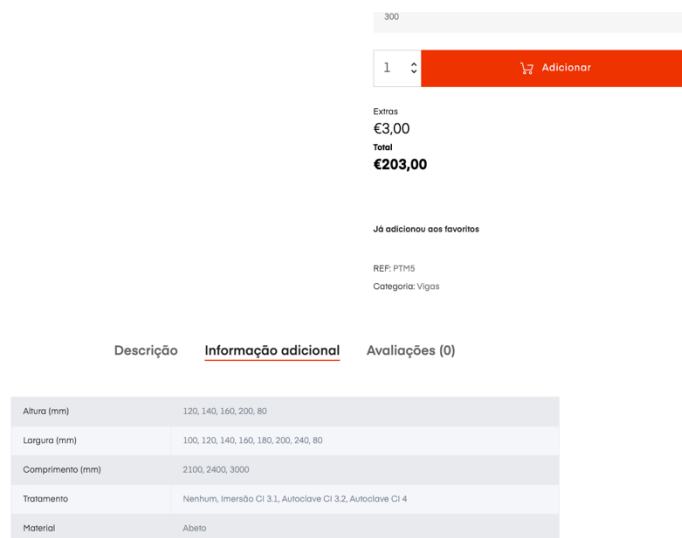 300
1
Adicionar
Extras
€3,00
Total
€203,00
Já adicionou aos favoritos
REF: PTM5
Categoria: Vigas
Descrição Informação adicional Avaliações (0)
Altura (mm) 120, 140, 160, 200, 80
Largura (mm) 100, 120, 140, 160, 180, 200, 240, 80
Comprimento (mm) 2100, 2400, 3000
Tratamento Nenhum, Imersão Cl 3.1, Autoclave Cl 3.2, Autoclave Cl 4
Material Abeto